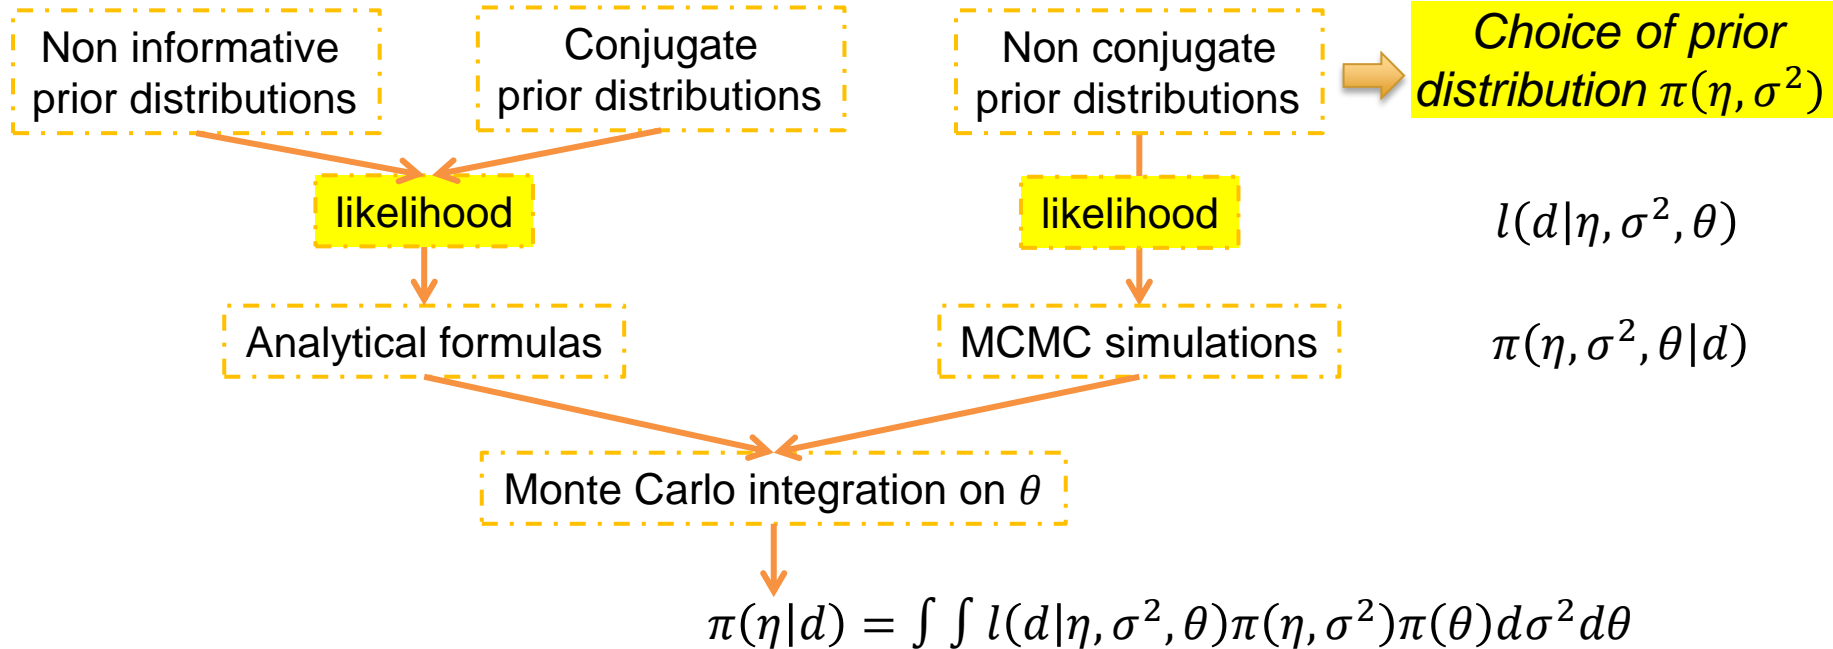 Non informative
prior distributions
Conjugate
prior distributions
Non conjugate
prior distributions
Choice of prior
distribution π(η, σ²)
likelihood
likelihood
l(d|η, σ², θ)
Analytical formulas
MCMC simulations
π(η, σ², θ|d)
Monte Carlo integration on θ
π(η|d) = ∫ ∫ l(d|η, σ², θ)π(η, σ²)π(θ)dσ²dθ